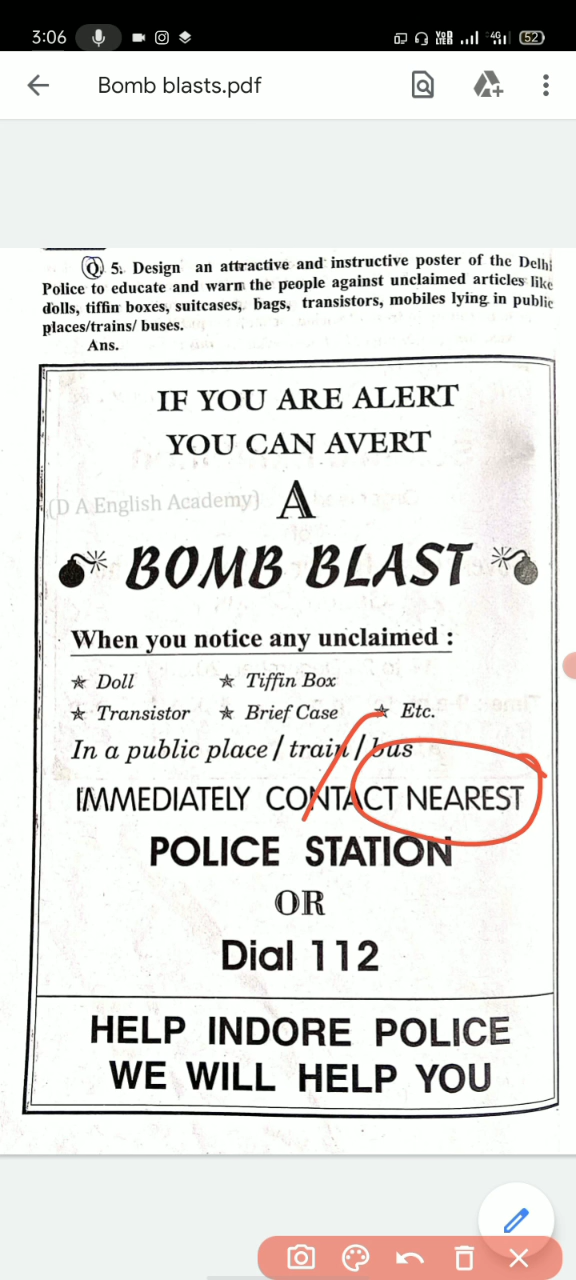 3:06
VoD LTE1 4G 52
Bomb blasts.pdf
Q. 5. Design an attractive and instructive poster of the Delhi
Police to educate and warn the people against unclaimed articles like
dolls, tiffin boxes, suitcases, bags, transistors, mobiles lying in public
places/trains/ buses.
Ans.
IF YOU ARE ALERT
YOU CAN AVERT
(D A English Academy) A
BOMB BLAST
When you notice any unclaimed :
★ Doll ★ Tiffin Box
★ Transistor ★ Brief Case ★ Etc.
In a public place / train / bus
IMMEDIATELY CONTACT NEAREST
POLICE STATION
OR
Dial 112
HELP INDORE POLICE
WE WILL HELP YOU